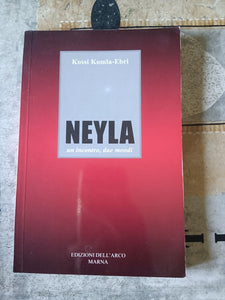 Kossi Komla-Ebri
NEYLA
un incontro, due mondi
EDIZIONI DELL'ARCO
MARNA